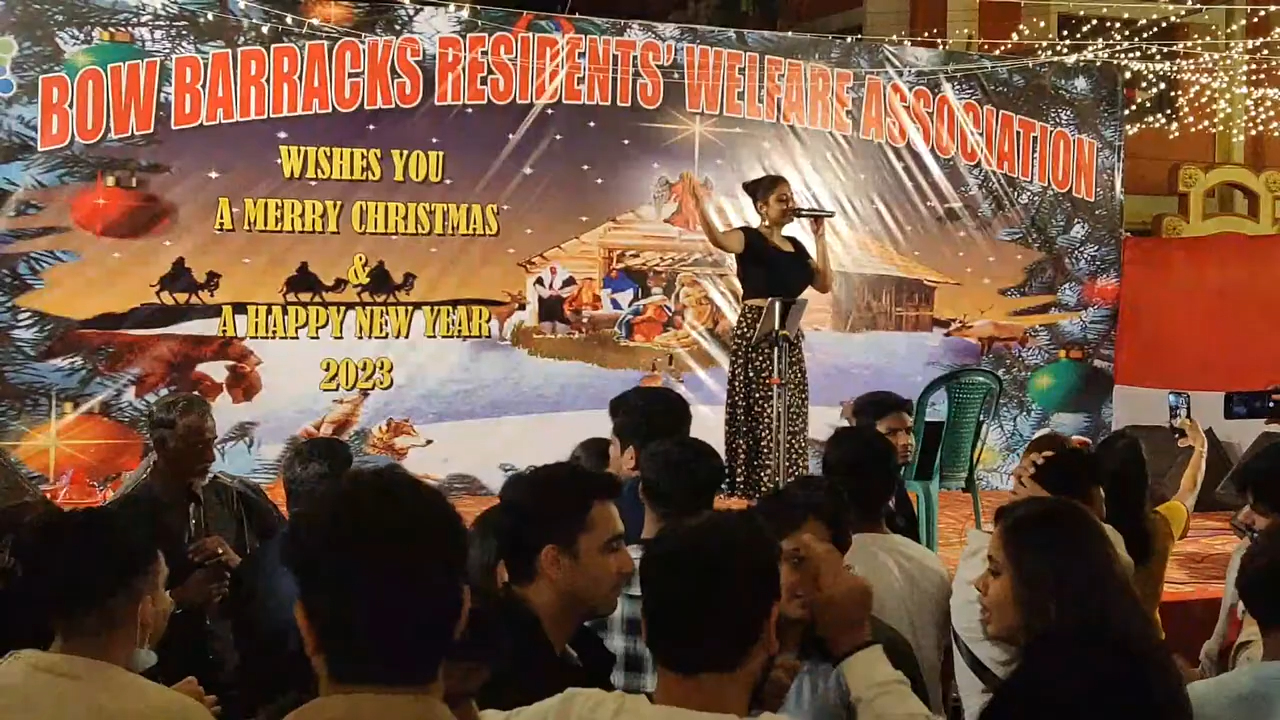 BOW BARRACKS RESIDENTS' WELFARE ASSOCIATION
WISHES YOU
A MERRY CHRISTMAS
&
A HAPPY NEW YEAR
2023